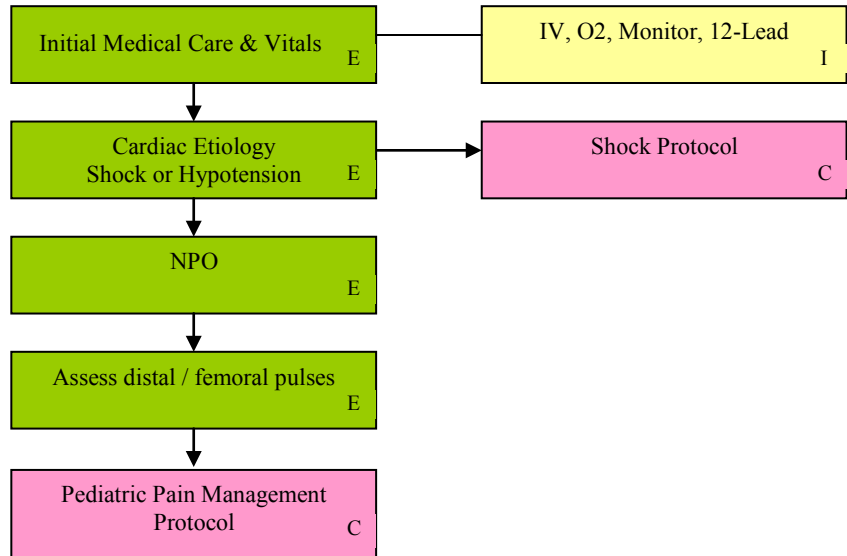 Initial Medical Care & Vitals
E
IV, O2, Monitor, 12-Lead
I
Cardiac Etiology
Shock or Hypotension
E
Shock Protocol
C
NPO
E
Assess distal / femoral pulses
E
Pediatric Pain Management
Protocol
C